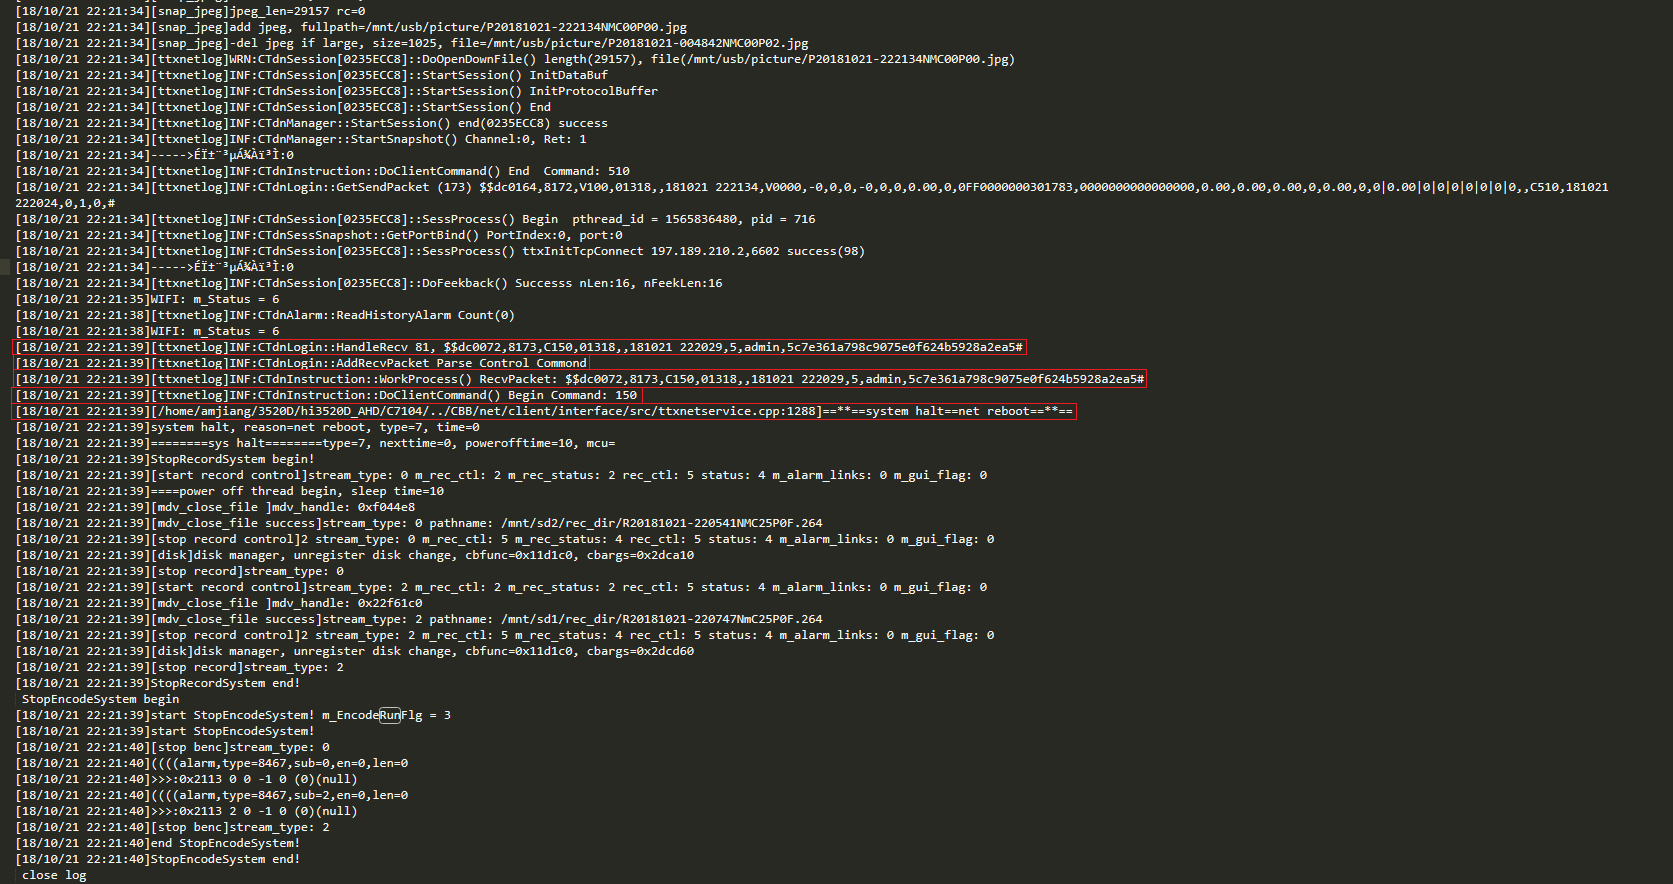 [18/10/21 22:21:34][snap_jpeg]jpeg_len=29157 rc=0
[18/10/21 22:21:34][snap_jpeg]add jpeg, fullpath=/mnt/usb/picture/P20181021-222134NMC00P00.jpg
[18/10/21 22:21:34][snap_jpeg]-del jpeg if large, size=1025, file=/mnt/usb/picture/P20181021-004842NMC00P02.jpg
[18/10/21 22:21:34][ttxnetlog]WRN:CTdnSession[0235ECC8]::DoOpenDownFile() length(29157), file(/mnt/usb/picture/P20181021-222134NMC00P00.jpg)
[18/10/21 22:21:34][ttxnetlog]INF:CTdnSession[0235ECC8]::StartSession() InitDataBuf
[18/10/21 22:21:34][ttxnetlog]INF:CTdnSession[0235ECC8]::StartSession() InitProtocolBuffer
[18/10/21 22:21:34][ttxnetlog]INF:CTdnSession[0235ECC8]::StartSession() End
[18/10/21 22:21:34][ttxnetlog]INF:CTdnManager::StartSession() end(0235ECC8) success
[18/10/21 22:21:34][ttxnetlog]INF:CTdnManager::StartSnapshot() Channel:0, Ret: 1
[18/10/21 22:21:34]----->ÉÏ±¨³µÁ¾Àï³Ì:0
[18/10/21 22:21:34][ttxnetlog]INF:CTdnInstruction::DoClientCommand() End  Command: 510
[18/10/21 22:21:34][ttxnetlog]INF:CTdnLogin::GetSendPacket (173) $$dc0164,8172,V100,01318,,181021 222134,V0000,-0,0,0,-0,0,0,0.00,0,0FF0000000301783,0000000000000000,0.00,0.00,0.00,0,0.00,0,0|0.00|0|0|0|0|0|0|0,,C510,181021
222024,0,1,0,#
[18/10/21 22:21:34][ttxnetlog]INF:CTdnSession[0235ECC8]::SessProcess() Begin  pthread_id = 1565836480, pid = 716
[18/10/21 22:21:34][ttxnetlog]INF:CTdnSessSnapshot::GetPortBind() PortIndex:0, port:0
[18/10/21 22:21:34][ttxnetlog]INF:CTdnSession[0235ECC8]::SessProcess() ttxInitTcpConnect 197.189.210.2,6602 success(98)
[18/10/21 22:21:34]----->ÉÏ±¨³µÁ¾Àï³Ì:0
[18/10/21 22:21:34][ttxnetlog]INF:CTdnSession[0235ECC8]::DoFeekback() Successs nLen:16, nFeekLen:16
[18/10/21 22:21:35]WIFI: m_Status = 6
[18/10/21 22:21:38][ttxnetlog]INF:CTdnAlarm::ReadHistoryAlarm Count(0)
[18/10/21 22:21:38]WIFI: m_Status = 6
[18/10/21 22:21:39][ttxnetlog]INF:CTdnLogin::HandleRecv 81, $$dc0072,8173,C150,01318,,181021 222029,5,admin,5c7e361a798c9075e0f624b5928a2ea5#
[18/10/21 22:21:39][ttxnetlog]INF:CTdnLogin::AddRecvPacket Parse Control Commond
[18/10/21 22:21:39][ttxnetlog]INF:CTdnInstruction::WorkProcess() RecvPacket: $$dc0072,8173,C150,01318,,181021 222029,5,admin,5c7e361a798c9075e0f624b5928a2ea5#
[18/10/21 22:21:39][ttxnetlog]INF:CTdnInstruction::DoClientCommand() Begin Command: 150
[18/10/21 22:21:39][/home/amjiang/3520D/hi3520D_AHD/C7104/../CBB/net/client/interface/src/ttxnetservice.cpp:1288]==**==system halt==net reboot==**==
[18/10/21 22:21:39]system halt, reason=net reboot, type=7, time=0
[18/10/21 22:21:39]========sys halt========type=7, nexttime=0, powerofftime=10, mcu=
[18/10/21 22:21:39]StopRecordSystem begin!
[18/10/21 22:21:39][start record control]stream_type: 0 m_rec_ctl: 2 m_rec_status: 2 rec_ctl: 5 status: 4 m_alarm_links: 0 m_gui_flag: 0
[18/10/21 22:21:39]====power off thread begin, sleep time=10
[18/10/21 22:21:39][mdv_close_file ]mdv_handle: 0xf044e8
[18/10/21 22:21:39][mdv_close_file success]stream_type: 0 pathname: /mnt/sd2/rec_dir/R20181021-220541NMC25P0F.264
[18/10/21 22:21:39][stop record control]2 stream_type: 0 m_rec_ctl: 5 m_rec_status: 4 rec_ctl: 5 status: 4 m_alarm_links: 0 m_gui_flag: 0
[18/10/21 22:21:39][disk]disk manager, unregister disk change, cbfunc=0x11d1c0, cbargs=0x2dca10
[18/10/21 22:21:39][stop record]stream_type: 0
[18/10/21 22:21:39][start record control]stream_type: 2 m_rec_ctl: 2 m_rec_status: 2 rec_ctl: 5 status: 4 m_alarm_links: 0 m_gui_flag: 0
[18/10/21 22:21:39][mdv_close_file ]mdv_handle: 0x22f61c0
[18/10/21 22:21:39][mdv_close_file success]stream_type: 2 pathname: /mnt/sd1/rec_dir/R20181021-220747NmC25P0F.264
[18/10/21 22:21:39][stop record control]2 stream_type: 2 m_rec_ctl: 5 m_rec_status: 4 rec_ctl: 5 status: 4 m_alarm_links: 0 m_gui_flag: 0
[18/10/21 22:21:39][disk]disk manager, unregister disk change, cbfunc=0x11d1c0, cbargs=0x2dcd60
[18/10/21 22:21:39][stop record]stream_type: 2
[18/10/21 22:21:39]StopRecordSystem end!
StopEncodeSystem begin
[18/10/21 22:21:39]start StopEncodeSystem! m_EncodeRunFlg = 3
[18/10/21 22:21:39]start StopEncodeSystem!
[18/10/21 22:21:40][stop benc]stream_type: 0
[18/10/21 22:21:40]((((alarm,type=8467,sub=0,en=0,len=0
[18/10/21 22:21:40]>>>:0x2113 0 0 -1 0 (0)(null)
[18/10/21 22:21:40]((((alarm,type=8467,sub=2,en=0,len=0
[18/10/21 22:21:40]>>>:0x2113 2 0 -1 0 (0)(null)
[18/10/21 22:21:40][stop benc]stream_type: 2
[18/10/21 22:21:40]end StopEncodeSystem!
[18/10/21 22:21:40]StopEncodeSystem end!
close log